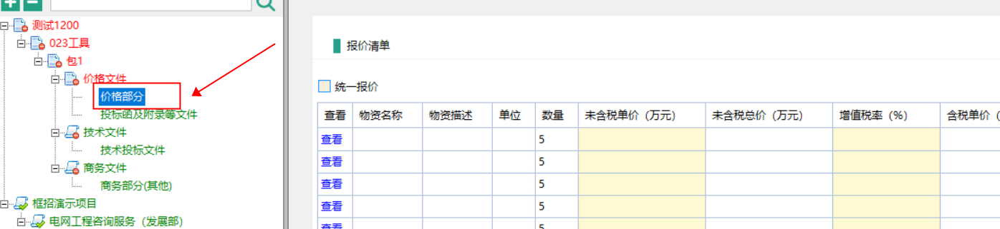 测试1200
023工具
包1
价格文件
价格部分
投标函及附录等文件
技术文件
技术投标文件
商务文件
商务部分(其他)
框招演示项目
电网工程咨询服务（发展部）
报价清单
统一报价
查看 物资名称 物资描述 单位 数量 未含税单价（万元） 未含税总价（万元） 增值税率（%） 含税单价（
查看 5
查看 5
查看 5
查看 5
查看 5